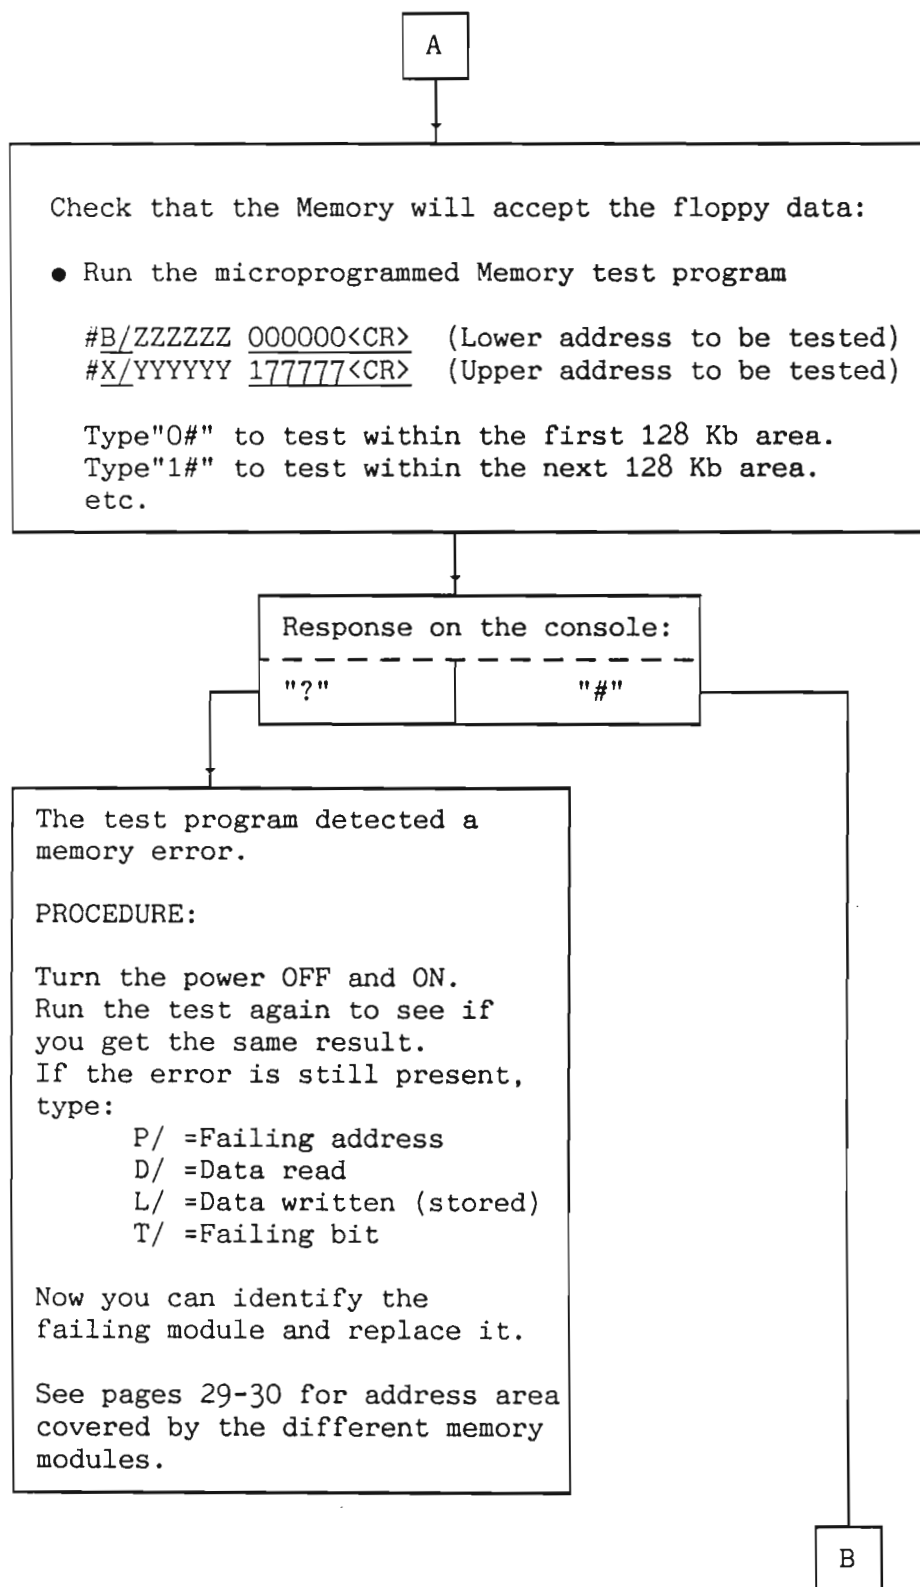 A
Check that the Memory will accept the floppy data:
● Run the microprogrammed Memory test program
#B/ZZZZZZ 000000<CR> (Lower address to be tested)
#X/YYYYYY 177777<CR> (Upper address to be tested)
Type"0#" to test within the first 128 Kb area.
Type"1#" to test within the next 128 Kb area.
etc.
Response on the console:
"?" "#"
The test program detected a
memory error.
PROCEDURE:
Turn the power OFF and ON.
Run the test again to see if
you get the same result.
If the error is still present,
type:
P/ =Failing address
D/ =Data read
L/ =Data written (stored)
T/ =Failing bit
Now you can identify the
failing module and replace it.
See pages 29-30 for address area
covered by the different memory
modules.
B